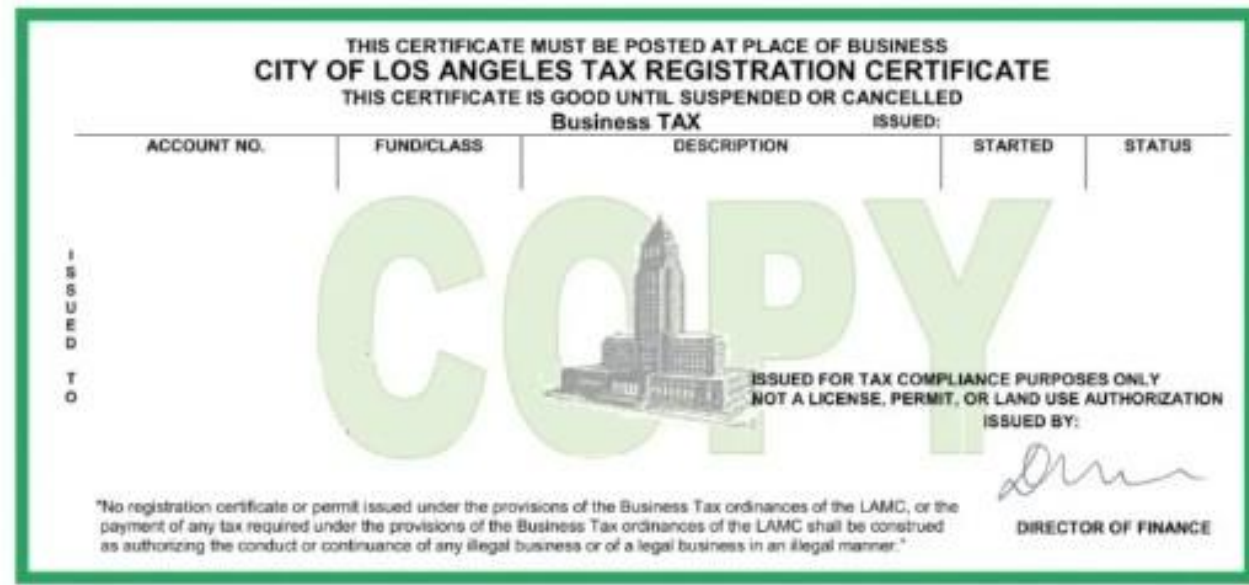 THIS CERTIFICATE MUST BE POSTED AT PLACE OF BUSINESS
CITY OF LOS ANGELES TAX REGISTRATION CERTIFICATE
THIS CERTIFICATE IS GOOD UNTIL SUSPENDED OR CANCELLED
Business TAX ISSUED:
ACCOUNT NO. FUND/CLASS DESCRIPTION STARTED STATUS
COPY
ISSUED TO
ISSUED FOR TAX COMPLIANCE PURPOSES ONLY
NOT A LICENSE, PERMIT, OR LAND USE AUTHORIZATION
ISSUED BY:
"No registration certificate or permit issued under the provisions of the Business Tax ordinances of the LAMC, or the
payment of any tax required under the provisions of the Business Tax ordinances of the LAMC shall be construed
as authorizing the conduct or continuance of any illegal business or of a legal business in an illegal manner."
DIRECTOR OF FINANCE